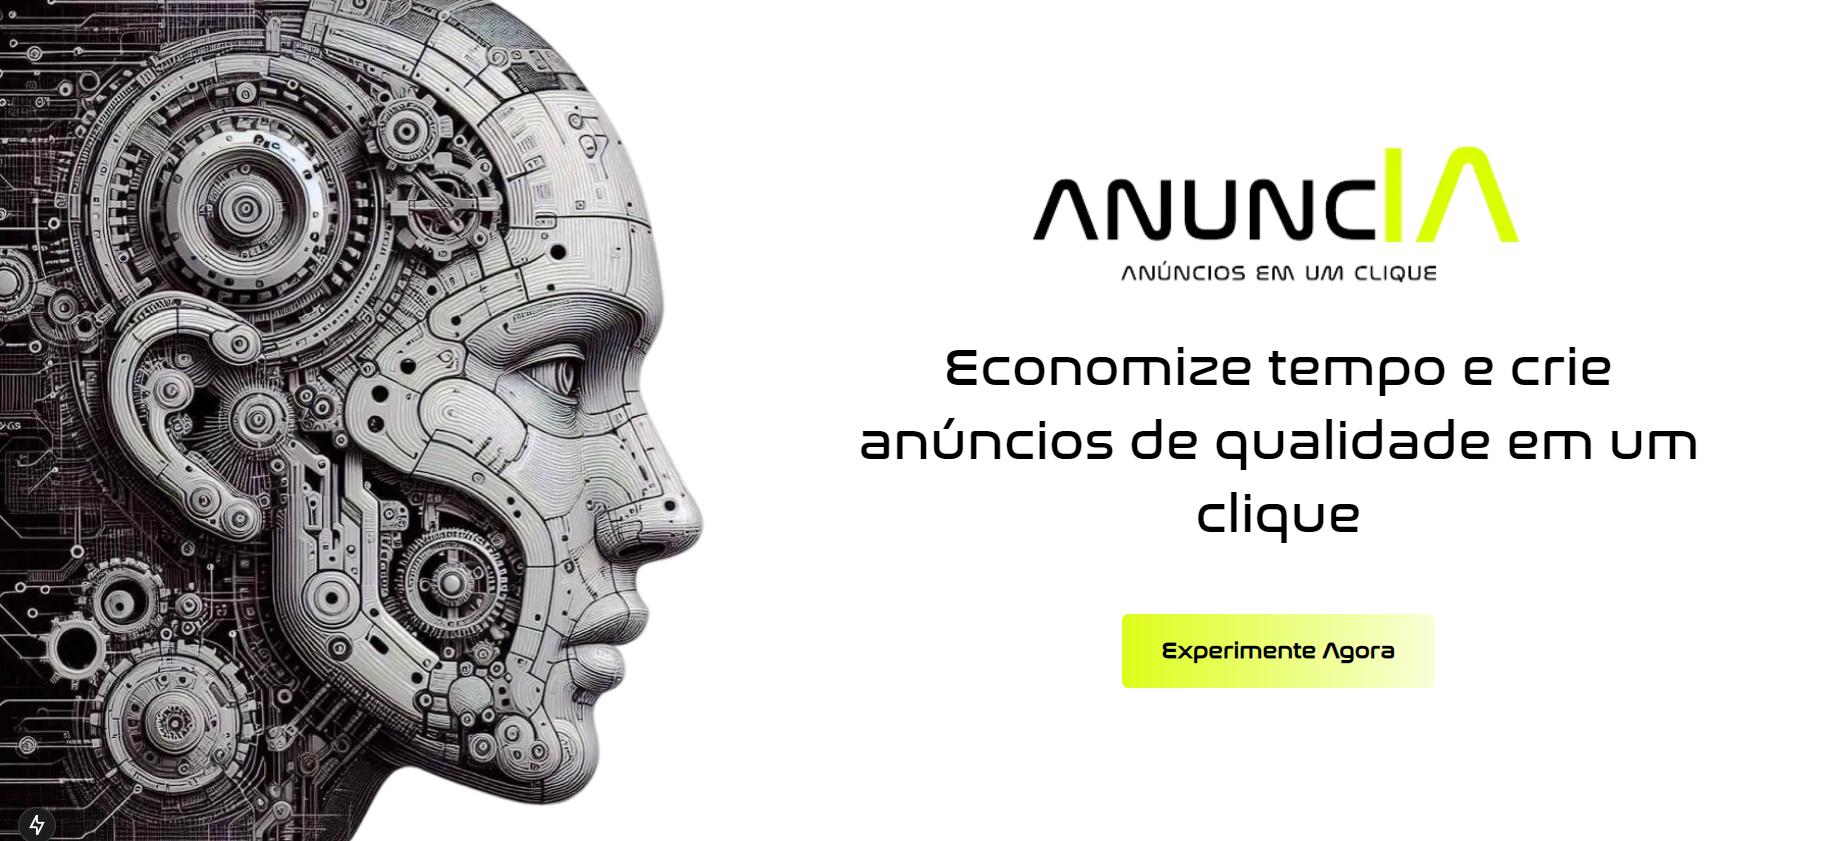 ANUNCIA
ANÚNCIOS EM UM CLIQUE
Economize tempo e crie
anúncios de qualidade em um
clique
Experimente Agora